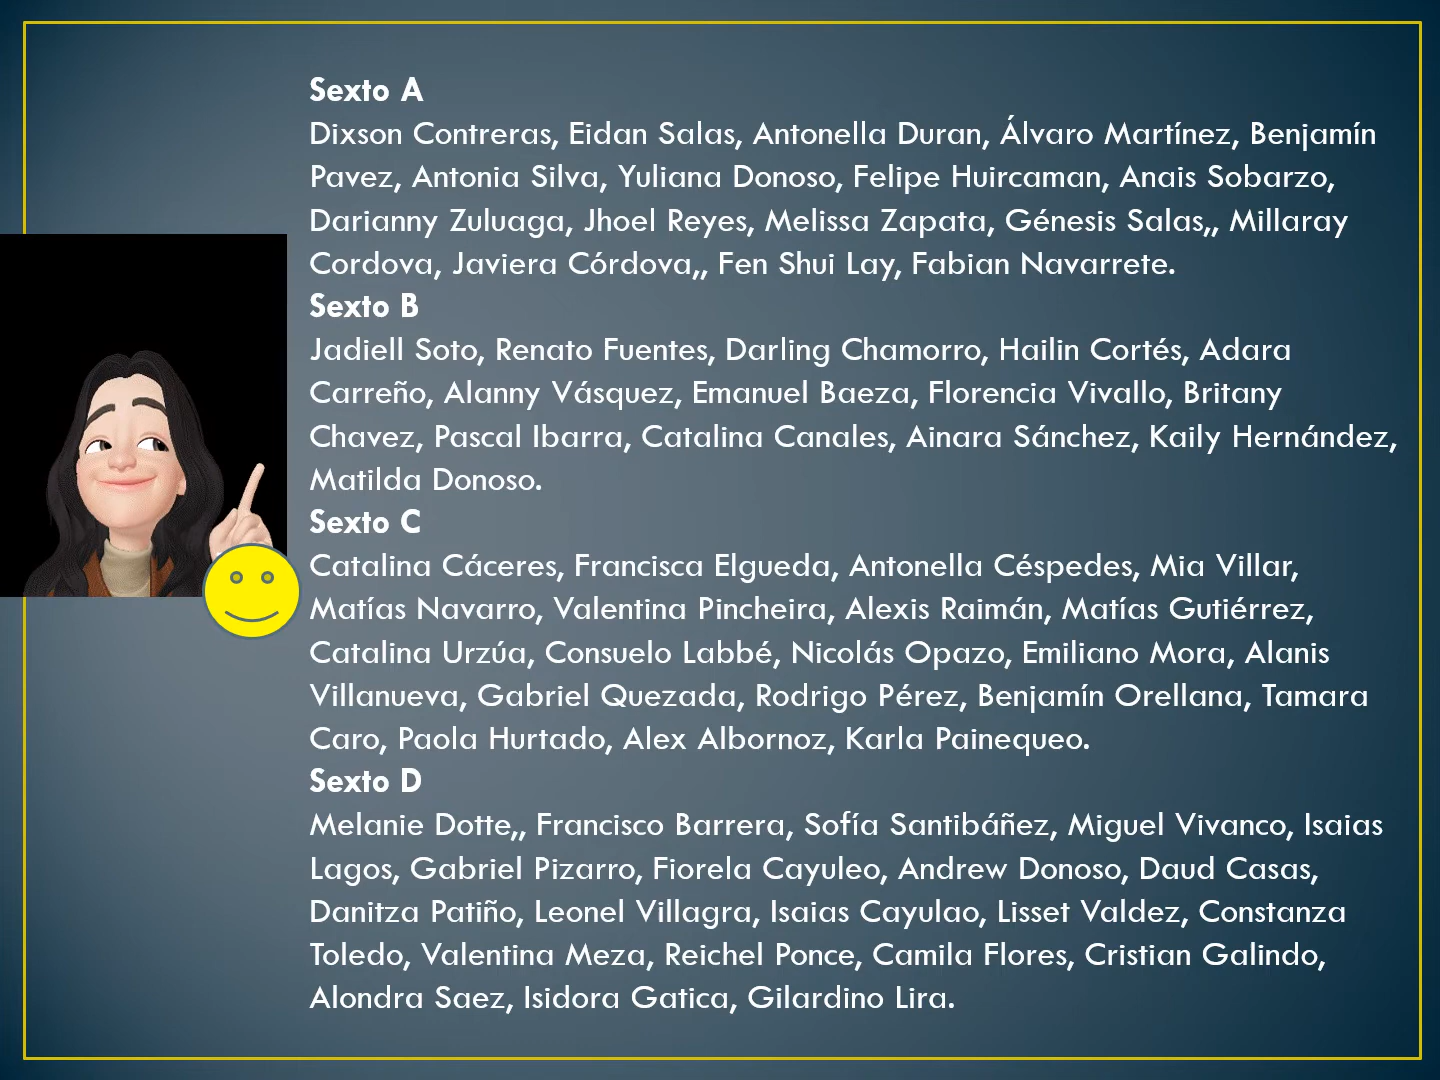 Sexto A
Dixson Contreras, Eidan Salas, Antonella Duran, Álvaro Martínez, Benjamín
Pavez, Antonia Silva, Yuliana Donoso, Felipe Huircaman, Anais Sobarzo,
Darianny Zuluaga, Jhoel Reyes, Melissa Zapata, Génesis Salas,, Millaray
Cordova, Javiera Córdova,, Fen Shui Lay, Fabian Navarrete.
Sexto B
Jadiell Soto, Renato Fuentes, Darling Chamorro, Hailin Cortés, Adara
Carreño, Alanny Vásquez, Emanuel Baeza, Florencia Vivallo, Britany
Chavez, Pascal Ibarra, Catalina Canales, Ainara Sánchez, Kaily Hernández,
Matilda Donoso.
Sexto C
Catalina Cáceres, Francisca Elgueda, Antonella Céspedes, Mia Villar,
Matías Navarro, Valentina Pincheira, Alexis Raimán, Matías Gutiérrez,
Catalina Urzúa, Consuelo Labbé, Nicolás Opazo, Emiliano Mora, Alanis
Villanueva, Gabriel Quezada, Rodrigo Pérez, Benjamín Orellana, Tamara
Caro, Paola Hurtado, Alex Albornoz, Karla Painequeo.
Sexto D
Melanie Dotte,, Francisco Barrera, Sofía Santibáñez, Miguel Vivanco, Isaias
Lagos, Gabriel Pizarro, Fiorela Cayuleo, Andrew Donoso, Daud Casas,
Danitza Patiño, Leonel Villagra, Isaias Cayulao, Lisset Valdez, Constanza
Toledo, Valentina Meza, Reichel Ponce, Camila Flores, Cristian Galindo,
Alondra Saez, Isidora Gatica, Gilardino Lira.